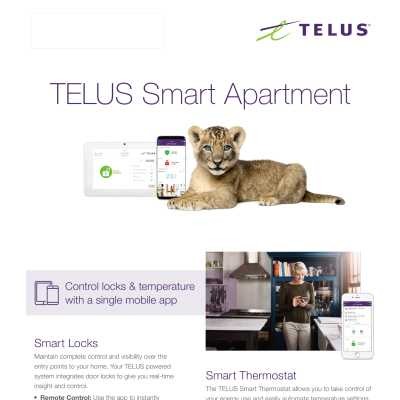 TELUS
TELUS Smart Apartment
Control locks & temperature
with a single mobile app
Smart Locks
Maintain complete control and visibility over the
entry points to your home. Your TELUS powered
system integrates door locks to give you real-time
insight and control.
• Remote Control: Use the app to instantly
Smart Thermostat
The TELUS Smart Thermostat allows you to take control of
your energy use and easily automate temperature settings